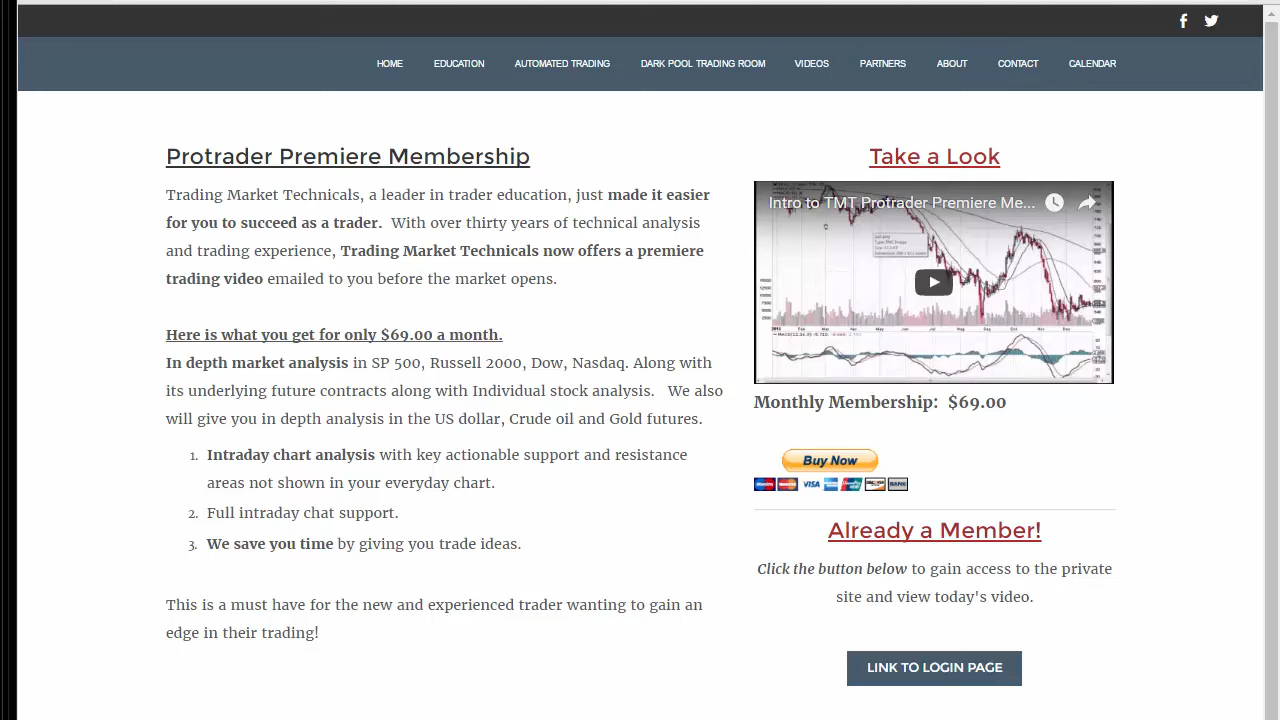 HOME EDUCATION AUTOMATED TRADING DARK POOL TRADING ROOM VIDEOS PARTNERS ABOUT CONTACT CALENDAR
Protrader Premiere Membership
Trading Market Technicals, a leader in trader education, just made it easier
for you to succeed as a trader. With over thirty years of technical analysis
and trading experience, Trading Market Technicals now offers a premiere
trading video emailed to you before the market opens.
Here is what you get for only $69.00 a month.
In depth market analysis in SP 500, Russell 2000, Dow, Nasdaq. Along with
its underlying future contracts along with Individual stock analysis. We also
will give you in depth analysis in the US dollar, Crude oil and Gold futures.
1. Intraday chart analysis with key actionable support and resistance
areas not shown in your everyday chart.
2. Full intraday chat support.
3. We save you time by giving you trade ideas.
This is a must have for the new and experienced trader wanting to gain an
edge in their trading!
Take a Look
Intro to TMT Protrader Premiere Me...
Monthly Membership: $69.00
Buy Now
VISA
BANK
Already a Member!
Click the button below to gain access to the private
site and view today's video.
LINK TO LOGIN PAGE